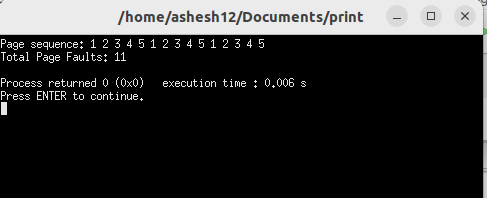 /home/ashesh12/Documents/print
Page sequence: 1 2 3 4 5 1 2 3 4 5 1 2 3 4 5
Total Page Faults: 11
Process returned 0 (0x0)   execution time : 0.006 s
Press ENTER to continue.